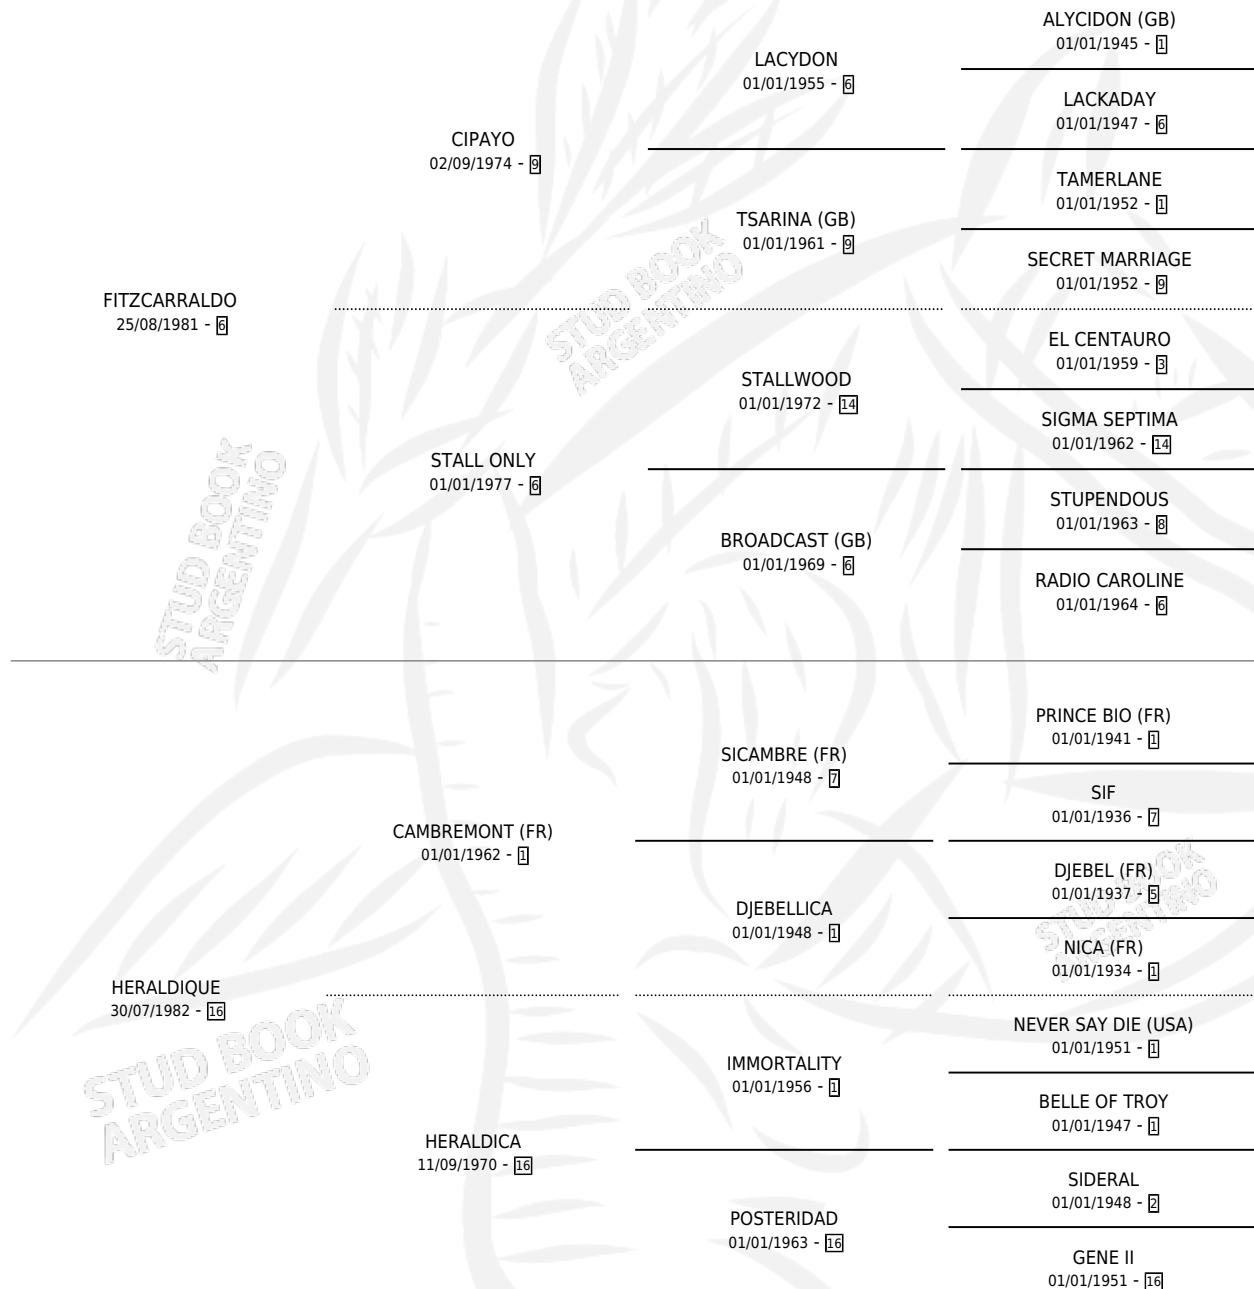 ALYCIDON (GB)
01/01/1945 - 1
LACYDON
01/01/1955 - 6
LACKADAY
01/01/1947 - 6
CIPAYO
02/09/1974 - 9
TAMERLANE
01/01/1952 - 1
TSARINA (GB)
01/01/1961 - 9
SECRET MARRIAGE
01/01/1952 - 9
FITZCARRALDO
25/08/1981 - 6
EL CENTAURO
01/01/1959 - 3
STALLWOOD
01/01/1972 - 14
SIGMA SEPTIMA
01/01/1962 - 14
STALL ONLY
01/01/1977 - 6
STUPENDOUS
01/01/1963 - 8
BROADCAST (GB)
01/01/1969 - 6
RADIO CAROLINE
01/01/1964 - 6
PRINCE BIO (FR)
01/01/1941 - 1
SICAMBRE (FR)
01/01/1948 - 7
SIF
01/01/1936 - 7
CAMBREMONT (FR)
01/01/1962 - 1
DJEBEL (FR)
01/01/1937 - 5
DJEBELLICA
01/01/1948 - 1
NICA (FR)
01/01/1934 - 1
HERALDIQUE
30/07/1982 - 16
NEVER SAY DIE (USA)
01/01/1951 - 1
IMMORTALITY
01/01/1956 - 1
BELLE OF TROY
01/01/1947 - 1
HERALDICA
11/09/1970 - 16
SIDERAL
01/01/1948 - 2
POSTERIDAD
01/01/1963 - 16
GENE II
01/01/1951 - 16
STUD BOOK
ARGENTINO
STUD BOOK
ARGENTINO
STUD BOOK
ARGENTINO
STUD BOOK
ARGENTINO